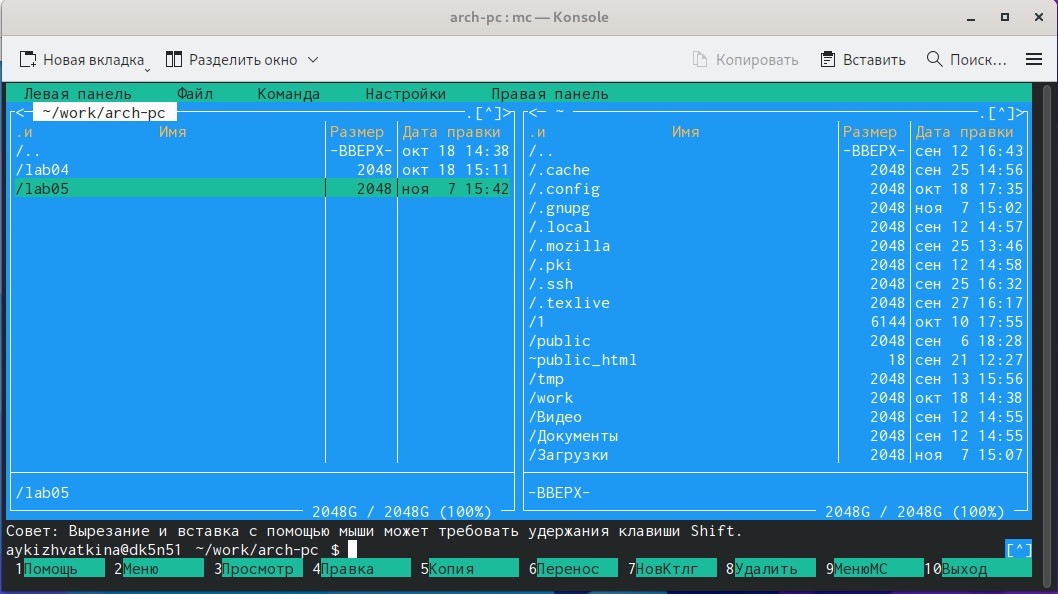 arch-pc : mc — Konsole
Новая вкладка Разделить окно Копировать Вставить Поиск...
Левая панель Файл Команда Настройки Правая панель
<─ ~/work/arch-pc .[^]>
.и Имя Размер Дата правки
/.. -ВВЕРХ- окт 18 14:38
/lab04 2048 окт 18 15:11
/lab05 2048 ноя 7 15:42
/lab05
2048G / 2048G (100%)
<─ ~ .[^]>
.и Имя Размер Дата правки
/.. -ВВЕРХ- сен 12 16:43
/.cache 2048 сен 25 14:56
/.config 2048 окт 18 17:35
/.gnupg 2048 ноя 7 15:02
/.local 2048 сен 12 14:57
/.mozilla 2048 сен 25 13:46
/.pki 2048 сен 12 14:58
/.ssh 2048 сен 25 16:32
/.texlive 2048 сен 27 16:17
/1 6144 окт 10 17:55
/public 2048 сен 6 18:28
~public_html 18 сен 21 12:27
/tmp 2048 сен 13 15:56
/work 2048 окт 18 14:38
/Видео 2048 сен 12 14:55
/Документы 2048 сен 12 14:55
/Загрузки 2048 ноя 7 15:07
-ВВЕРХ-
2048G / 2048G (100%)
Совет: Вырезание и вставка с помощью мыши может требовать удержания клавиши Shift.
aykizhvatkina@dk5n51 ~/work/arch-pc $ [^]
1Помощь 2Меню 3Просмотр 4Правка 5Копия 6Перенос 7НовКтлг 8Удалить 9МенюMC 10Выход